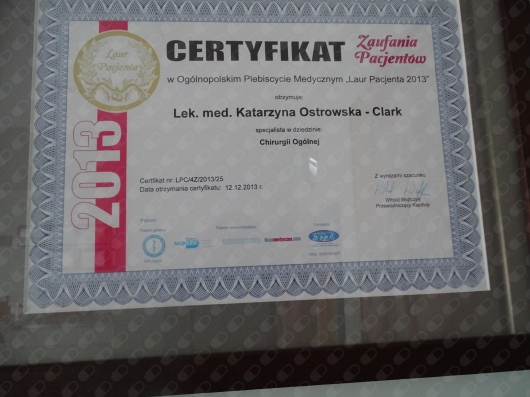 Laur
Pacjenta
2013
CERTYFIKAT Zaufania Pacjentów
w Ogólnopolskim Plebiscycie Medycznym „Laur Pacjenta 2013"
otrzymuje:
Lek. med. Katarzyna Ostrowska - Clark
specjalista w dziedzinie:
Chirurgii Ogólnej
Certfikat nr: LPC/4Z/2013/25
Data otrzymania certyfikatu: 12.12.2013 r.
Z wyrazami szacunku
Przewodniczący Kapituły